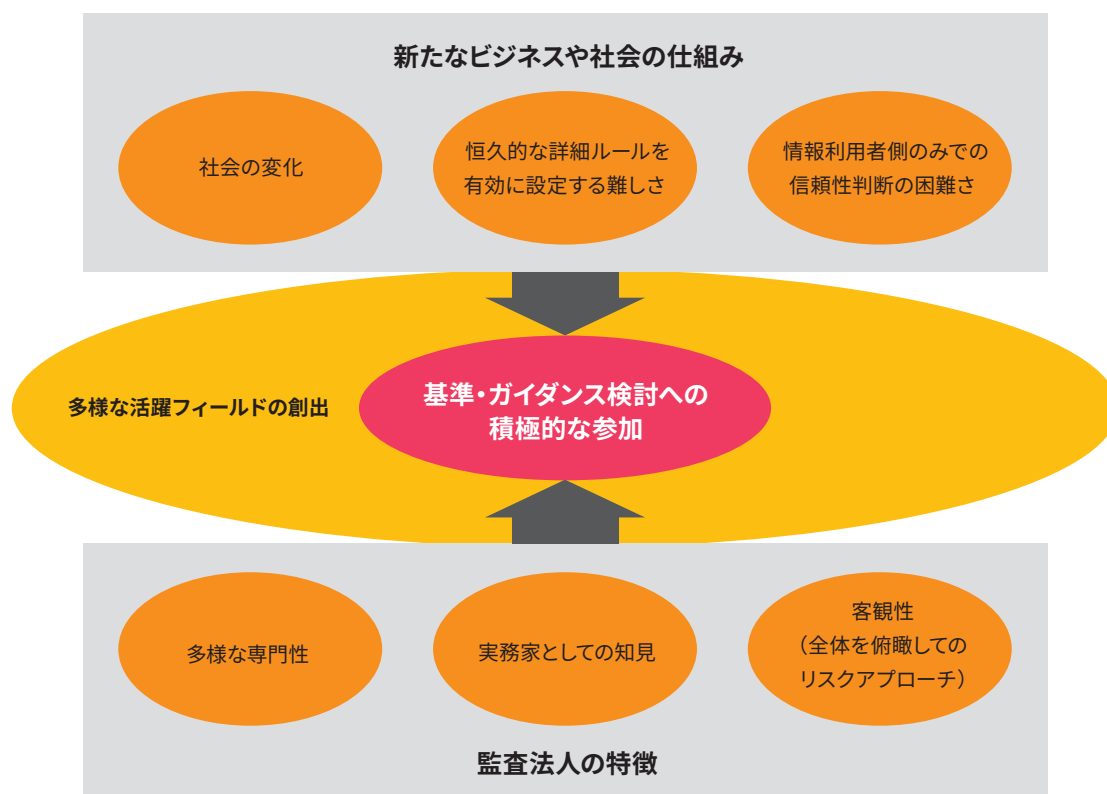 新たなビジネスや社会の仕組み
社会の変化
恒久的な詳細ルールを
有効に設定する難しさ
情報利用者側のみでの
信頼性判断の困難さ
多様な活躍フィールドの創出
基準・ガイダンス検討への
積極的な参加
多様な専門性
実務家としての知見
客観性
（全体を俯瞰しての
リスクアプローチ）
監査法人の特徴